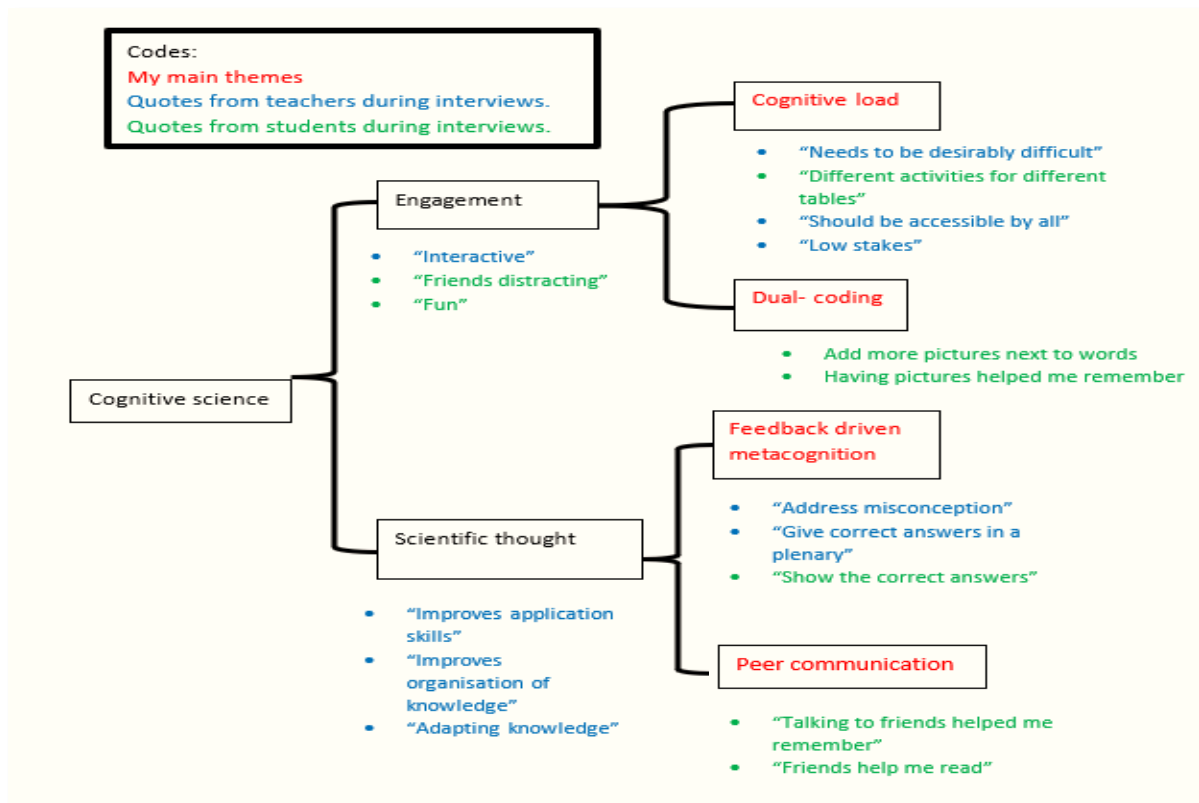 Codes:
My main themes
Quotes from teachers during interviews.
Quotes from students during interviews.
Cognitive science
Engagement
• “Interactive”
• “Friends distracting”
• “Fun”
Cognitive load
• “Needs to be desirably difficult”
• “Different activities for different
tables”
• “Should be accessible by all”
• “Low stakes”
Dual- coding
• Add more pictures next to words
• Having pictures helped me remember
Scientific thought
• “Improves application
skills”
• “Improves
organisation of
knowledge”
• “Adapting knowledge”
Feedback driven
metacognition
• “Address misconception”
• “Give correct answers in a
plenary”
• “Show the correct answers”
Peer communication
• “Talking to friends helped me
remember”
• “Friends help me read”